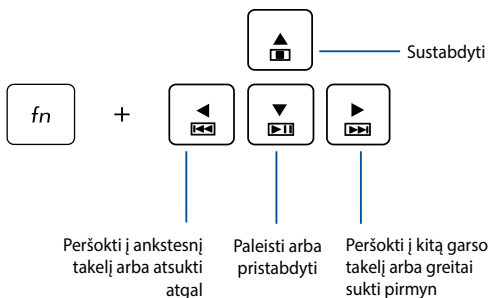 Sustabdyti
fn
+
Peršokti į ankstesnį
takelį arba atsukti
atgal
Paleisti arba
pristabdyti
Peršokti į kitą garso
takelį arba greitai
sukti pirmyn